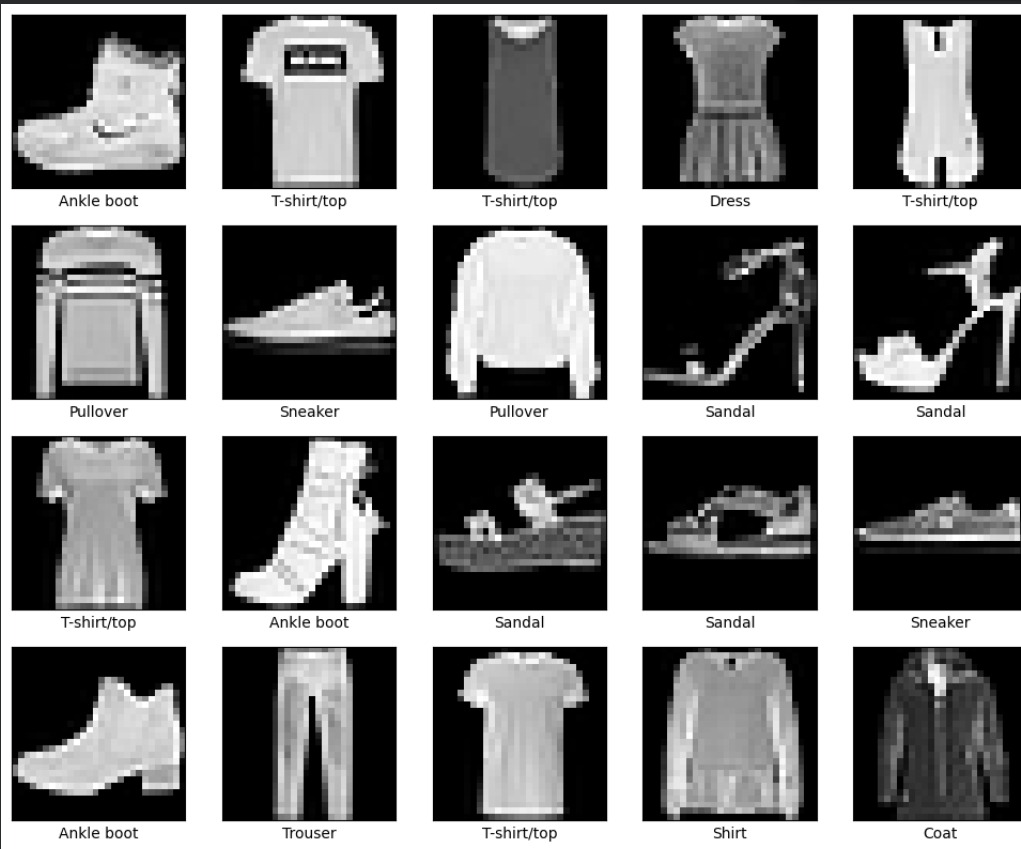 Ankle boot
T-shirt/top
T-shirt/top
Dress
T-shirt/top
Pullover
Sneaker
Pullover
Sandal
Sandal
T-shirt/top
Ankle boot
Sandal
Sandal
Sneaker
Ankle boot
Trouser
T-shirt/top
Shirt
Coat